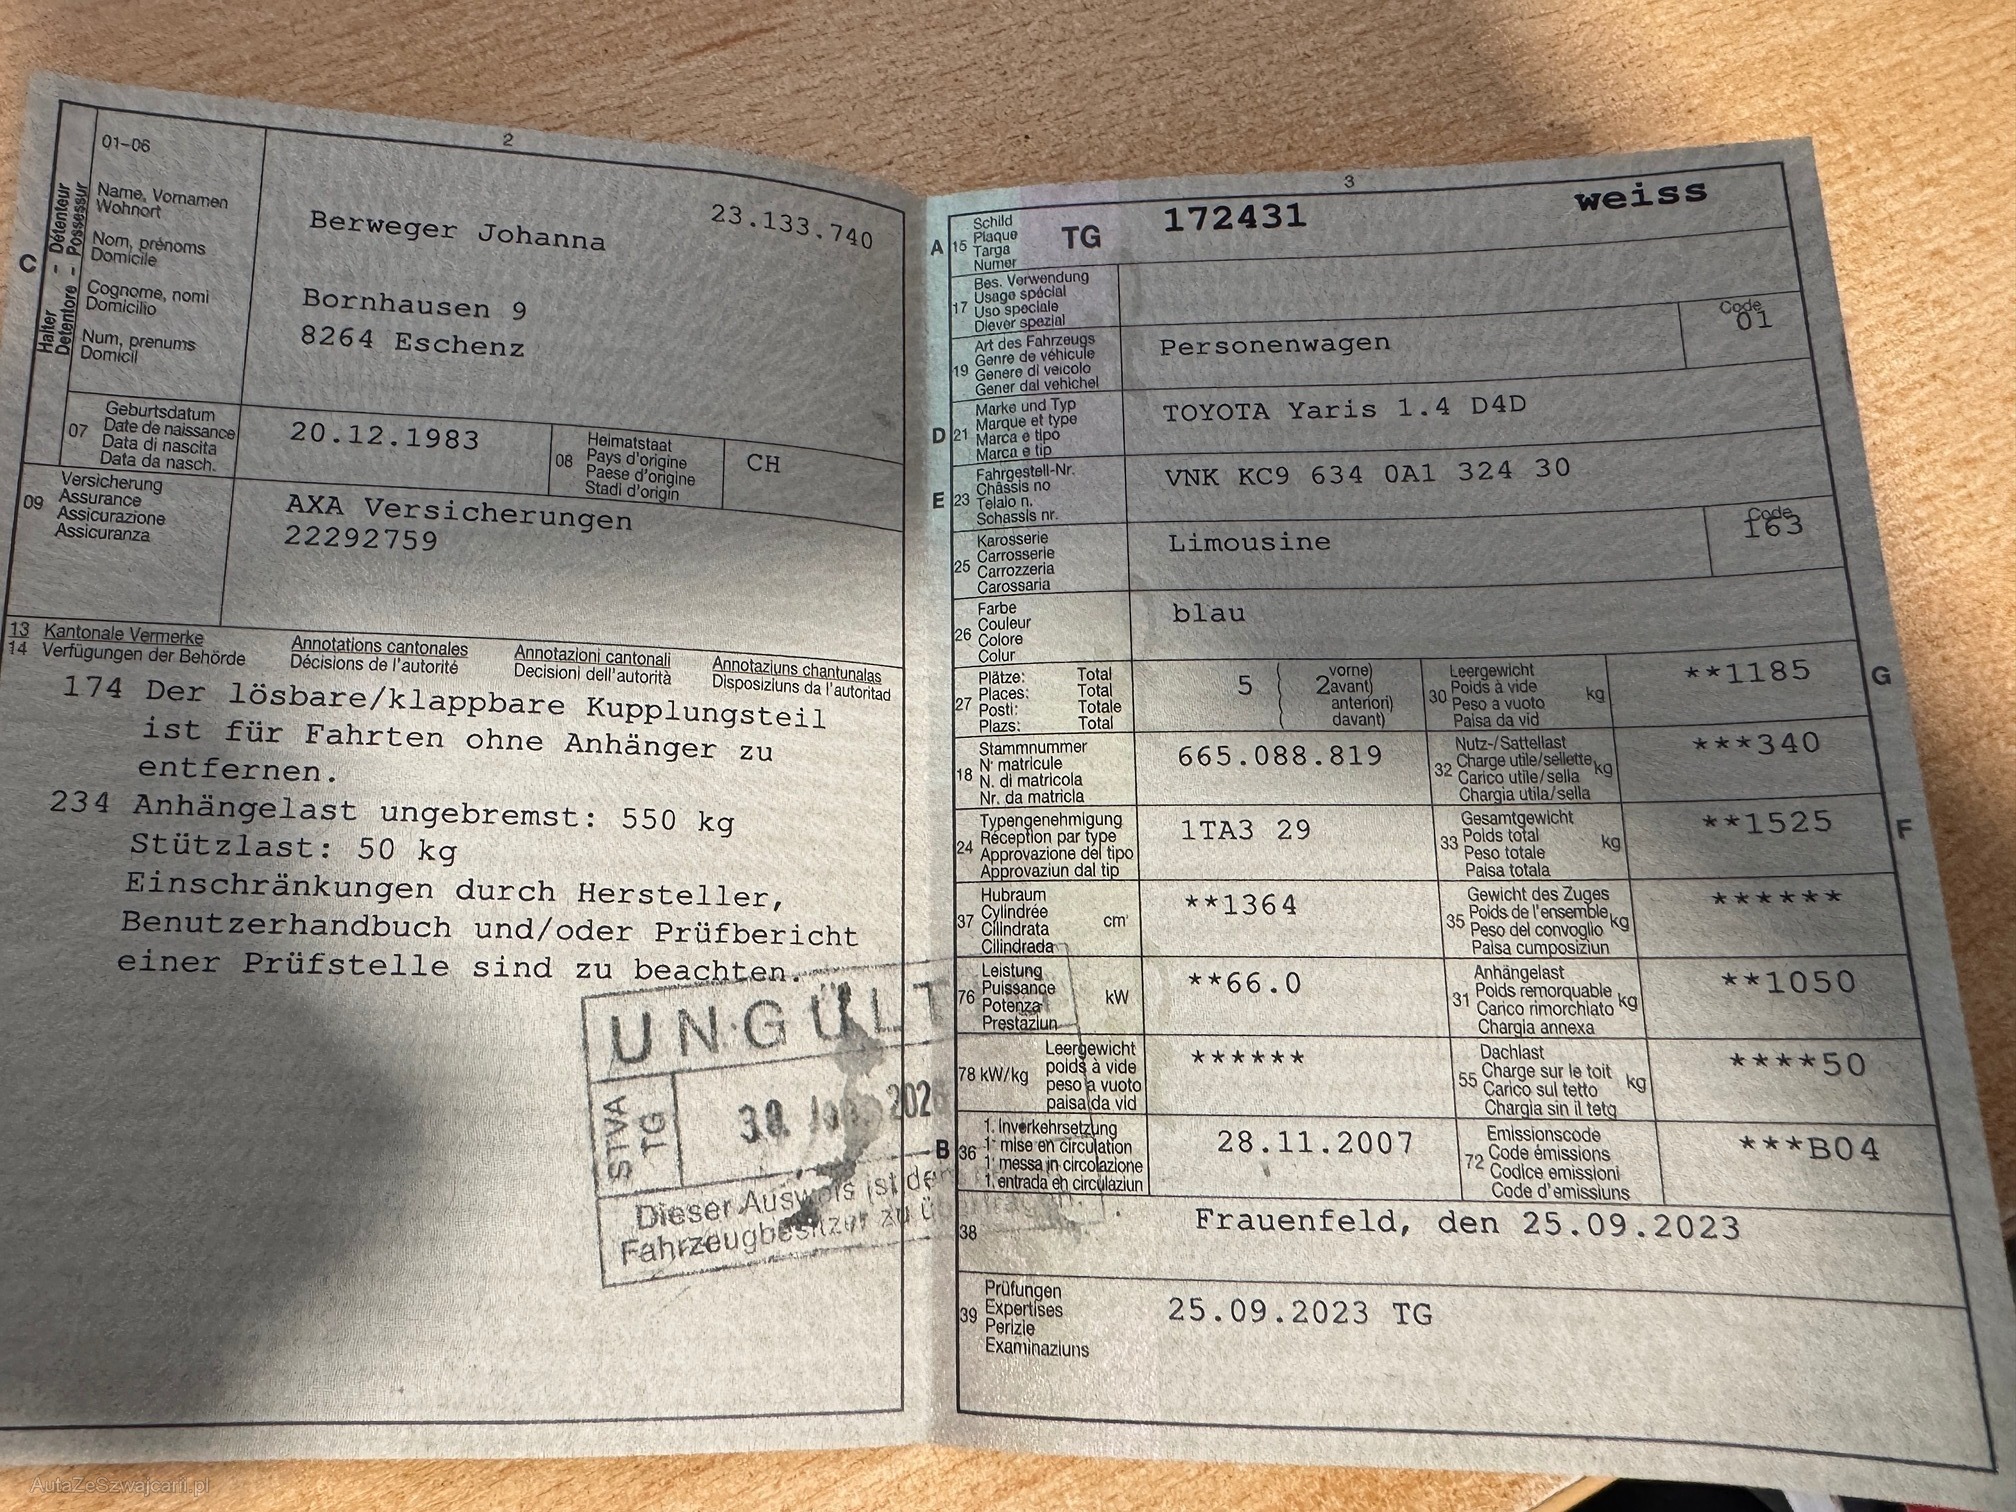 2
01–06
Name, Vornamen
Wohnort
Nom, prénoms
Domicile
Cognome, nomi
Domicilio
Num, prenums
Domicil
C
Halter – Détenteur
Detentore – Possessur
Berweger Johanna
23.133.740
Bornhausen 9
8264 Eschenz
07
Geburtsdatum
Date de naissance
Data di nascita
Data da nasch.
20.12.1983
08
Heimatstaat
Pays d'origine
Paese d'origine
Stadi d'origin
CH
09
Versicherung
Assurance
Assicurazione
Assicuranza
AXA Versicherungen
22292759
13 Kantonale Vermerke Annotations cantonales Annotazioni cantonali Annotaziuns chantunalas
14 Verfügungen der Behörde Décisions de l'autorité Decisioni dell'autorità Disposiziuns da l'autoritad
174 Der lösbare/klappbare Kupplungsteil
ist für Fahrten ohne Anhänger zu
entfernen.
234 Anhängelast ungebremst: 550 kg
Stützlast: 50 kg
Einschränkungen durch Hersteller,
Benutzerhandbuch und/oder Prüfbericht
einer Prüfstelle sind zu beachten.
UNGÜLT
STVA
TG
30. 202
Dieser Ausweis ist dem
Fahrzeugbesitzer zu
3
A 15
Schild
Plaque
Targa
Numer
TG 172431 weiss
17
Bes. Verwendung
Usage spécial
Uso speciale
Diever spezial
19
Art des Fahrzeugs
Genre de véhicule
Genere di veicolo
Gener dal vehichel
Personenwagen
Code
01
D 21
Marke und Typ
Marque et type
Marca e tipo
Marca e tip
TOYOTA Yaris 1.4 D4D
E 23
Fahrgestell-Nr.
Châssis no
Telaio n.
Schassis nr.
VNK KC9 634 0A1 324 30
25
Karosserie
Carrosserie
Carrozzeria
Carossaria
Limousine
Code
163
26
Farbe
Couleur
Colore
Colur
blau
27
Plätze: Total
Places: Total
Posti: Totale
Plazs: Total
5 ( 2
vorne)
avant)
anteriori)
davant)
30
Leergewicht
Poids à vide kg
Peso a vuoto
Paisa da vid
**1185
G
18
Stammnummer
N° matricule
N. di matricola
Nr. da matricla
665.088.819
32
Nutz-/Sattellast
Charge utile/sellette kg
Carico utile/sella
Chargia utila/sella
***340
24
Typengenehmigung
Réception par type
Approvazione del tipo
Approvaziun dal tip
1TA3 29
33
Gesamtgewicht
Poids total kg
Peso totale
Paisa totala
**1525
F
37
Hubraum
Cylindrée cm³
Cilindrata
Cilindrada
**1364
35
Gewicht des Zuges
Poids de l'ensemble kg
Peso del convoglio
Paisa cumposiziun
******
76
Leistung
Puissance kW
Potenza
Prestaziun
**66.0
31
Anhängelast
Poids remorquable kg
Carico rimorchiato
Chargia annexa
**1050
78 kW/kg
Leergewicht
poids à vide
peso a vuoto
paisa da vid
******
55
Dachlast
Charge sur le toit kg
Carico sul tetto
Chargia sin il tetg
****50
B 36
1. Inverkehrsetzung
1re mise en circulation
1a messa in circolazione
1. entrada en circulaziun
28.11.2007
72
Emissionscode
Code émissions
Codice emissioni
Code d'emissiuns
***B04
38
Frauenfeld, den 25.09.2023
39
Prüfungen
Expertises
Perizie
Examinaziuns
25.09.2023 TG
AutaZeSzwajcarii.pl